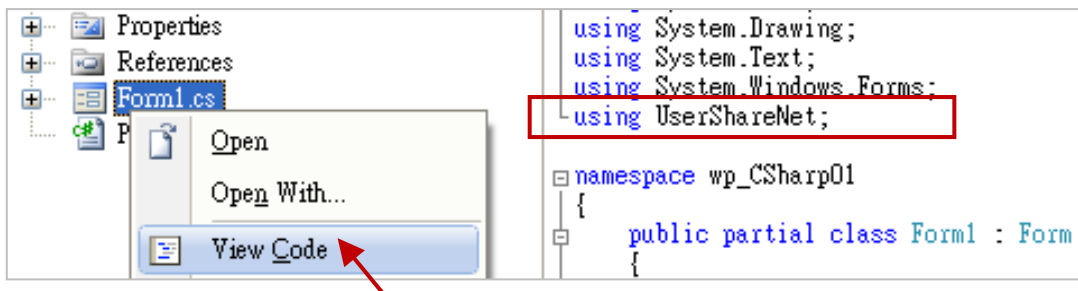 Properties
References
Form1.cs
P
Open
Open With...
View Code
using System.Drawing;
using System.Text;
using System.Windows.Forms;
using UserShareNet;
namespace wp_CSharp01
{
public partial class Form1 : Form
{